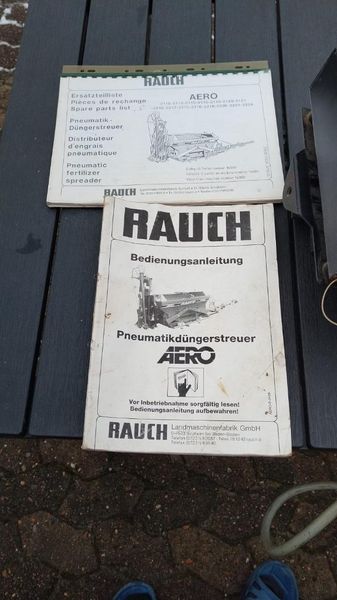 RAUCH
Ersatzteilliste
Pièces de rechange
Spare parts list
AERO
Pneumatik-
Düngerstreuer
Distributeur
d'engrais
pneumatique
Pneumatic
fertilizer
spreader
RAUCH
RAUCH
Bedienungsanleitung
Pneumatikdüngerstreuer
AERO
Vor Inbetriebnahme sorgfältig lesen!
Bedienungsanleitung aufbewahren!
RAUCH Landmaschinenfabrik GmbH